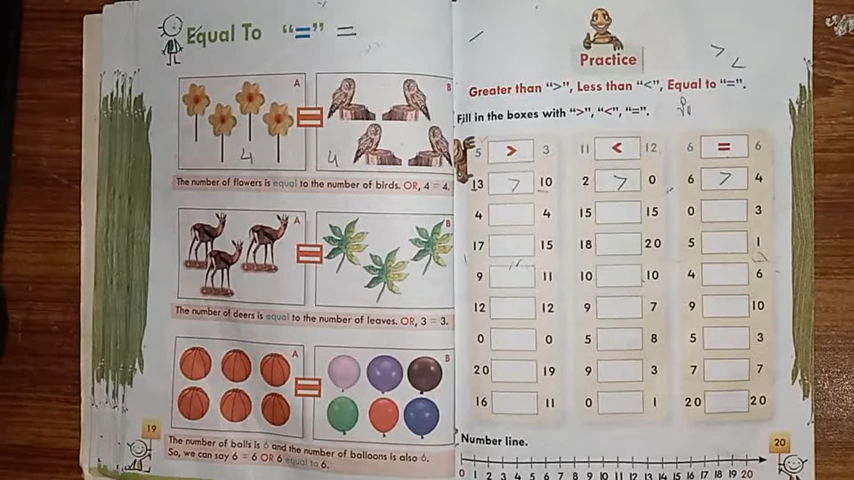 Equal To "=" =
A
B
4
4
The number of flowers is equal to the number of birds. OR, 4 = 4.
A
B
The number of deers is equal to the number of leaves. OR, 3 = 3.
A
B
19
The number of balls is 6 and the number of balloons is also 6.
So, we can say 6 = 6 OR 6 equal to 6.
Practice
> <
Greater than ">", Less than "<", Equal to "=".
Fill in the boxes with ">", "<", "=".
5 > 3 11 < 12 6 = 6
13 > 10 2 > 0 6 > 4
4 4 15 15 0 3
17 15 18 20 5 1
9 11 10 10 4 6
12 12 9 7 9 10
0 0 5 8 5 3
20 19 9 3 7 7
16 11 0 1 20 20
Number line.
20
0 1 2 3 4 5 6 7 8 9 10 11 12 13 14 15 16 17 18 19 20